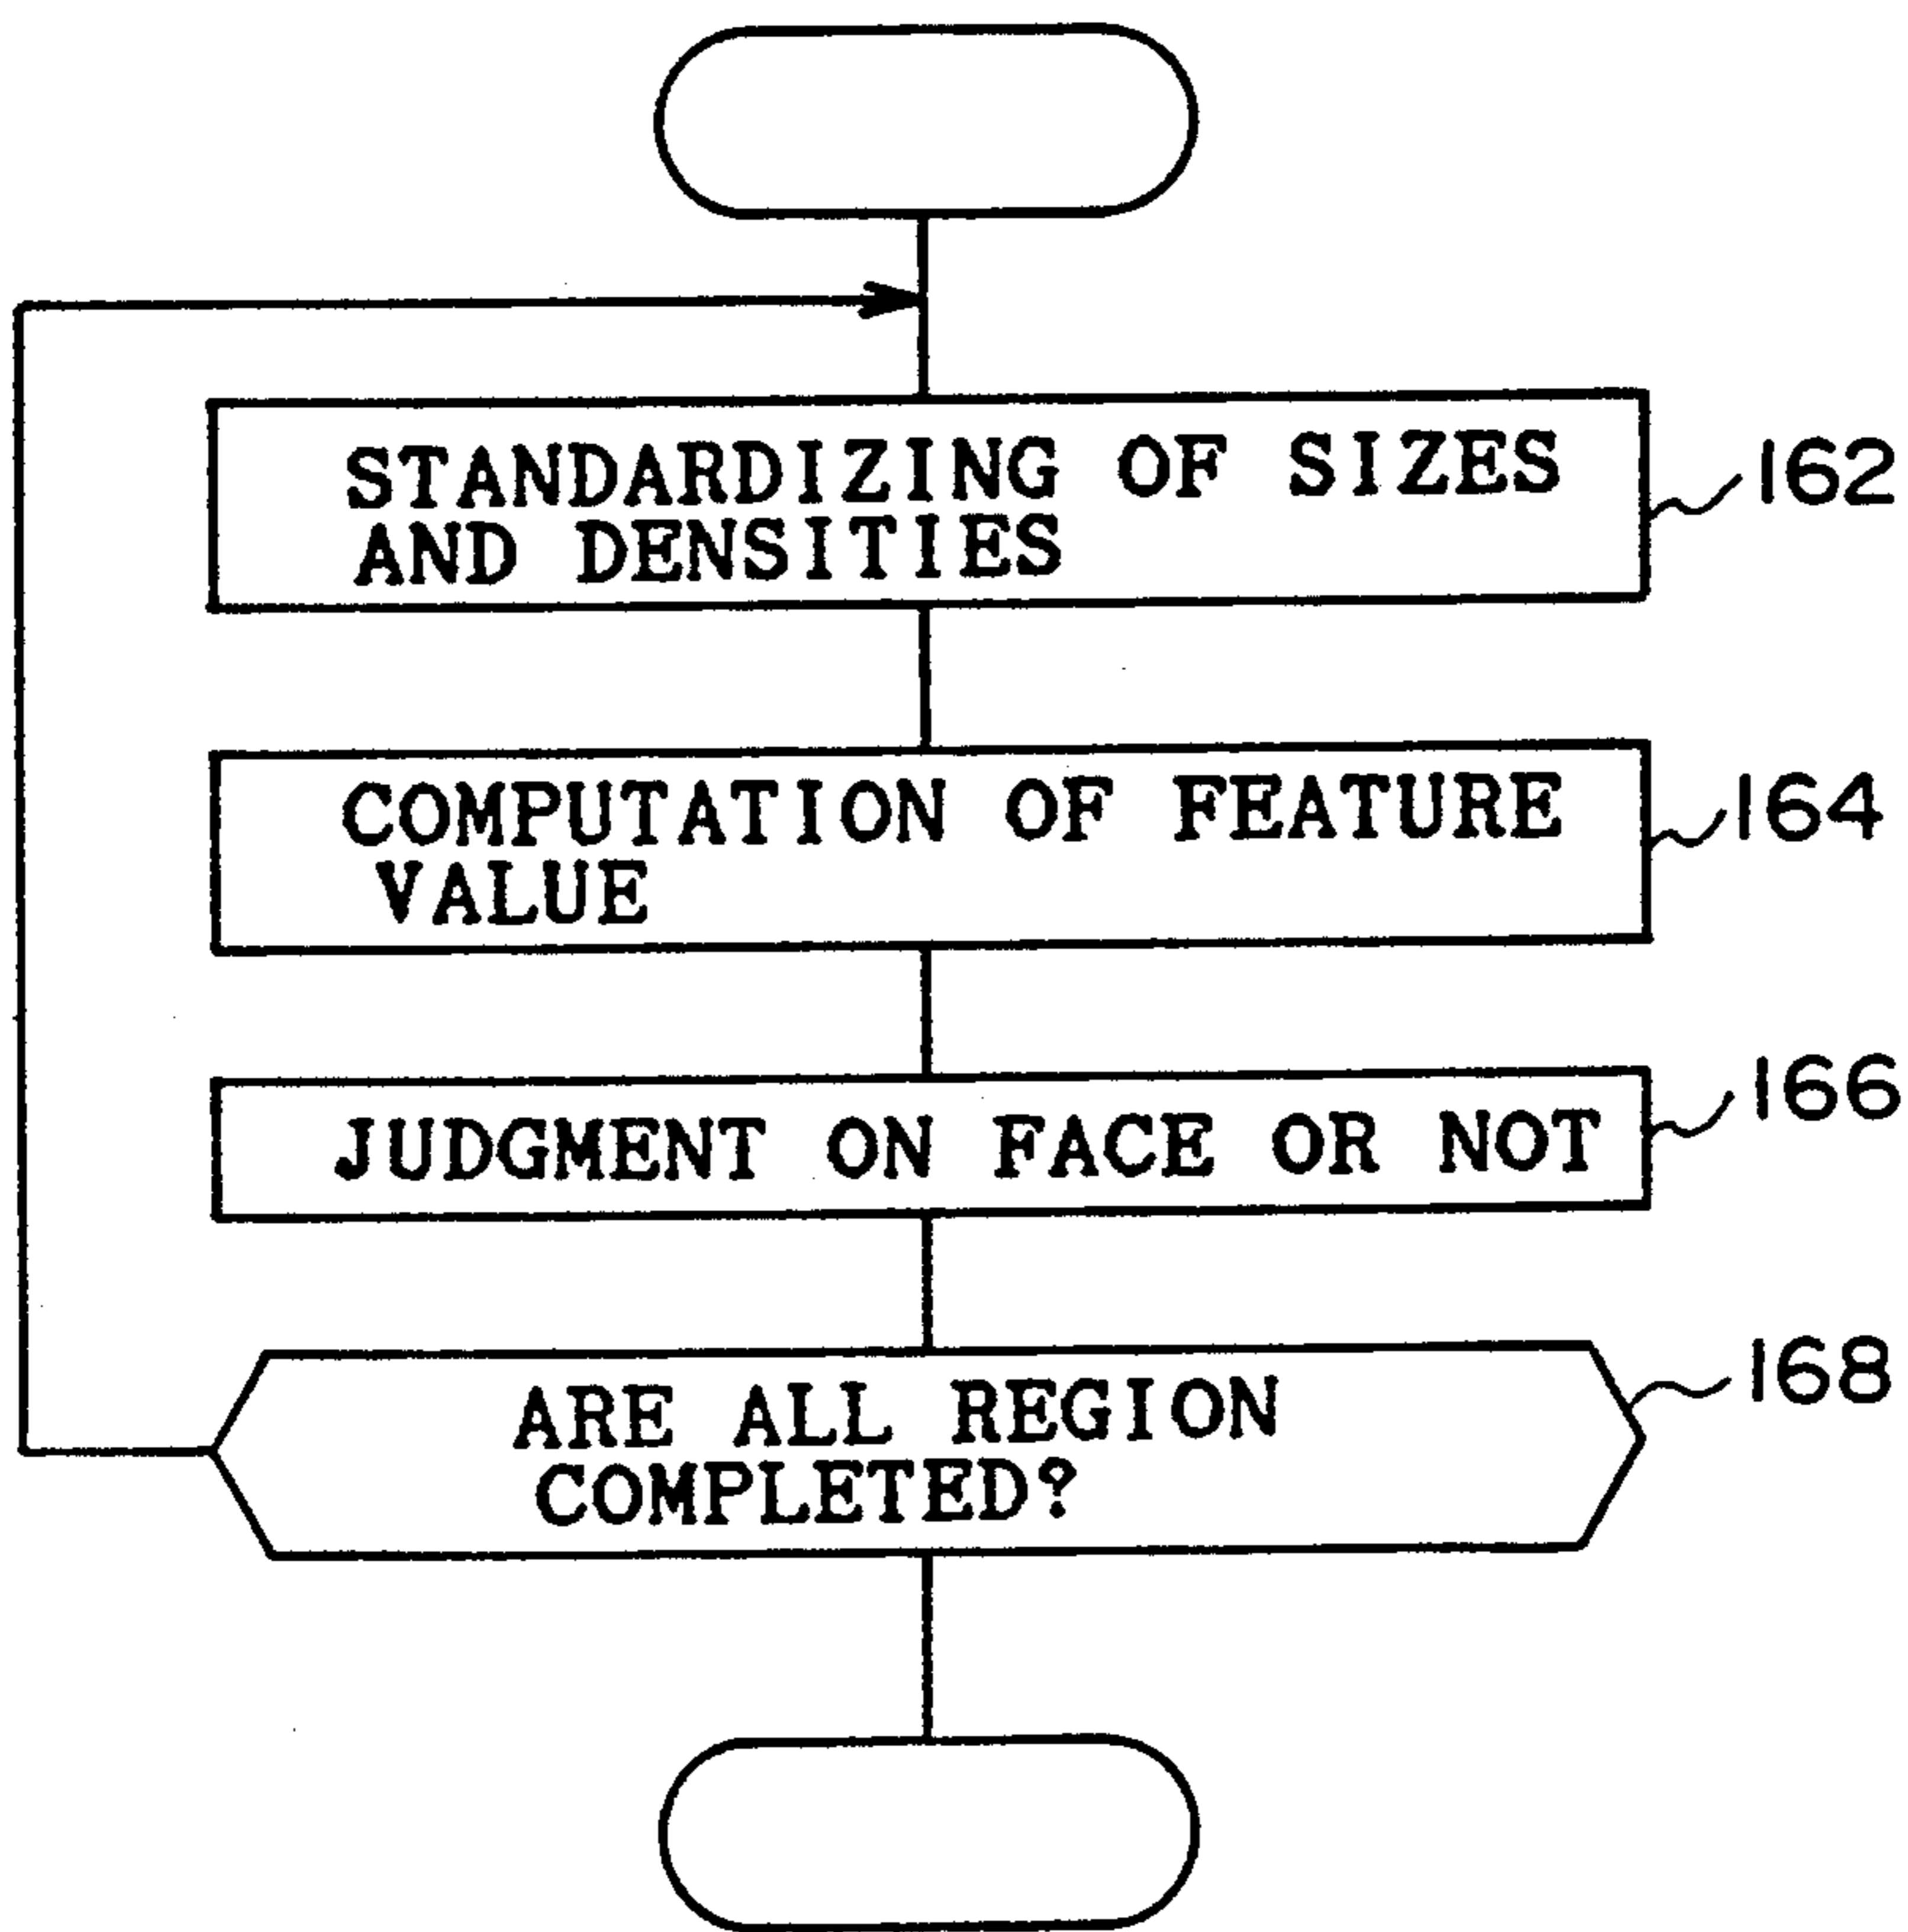 STANDARDIZING OF SIZES
AND DENSITIES
162
COMPUTATION OF FEATURE
VALUE
164
JUDGMENT ON FACE OR NOT
166
ARE ALL REGION
COMPLETED?
168